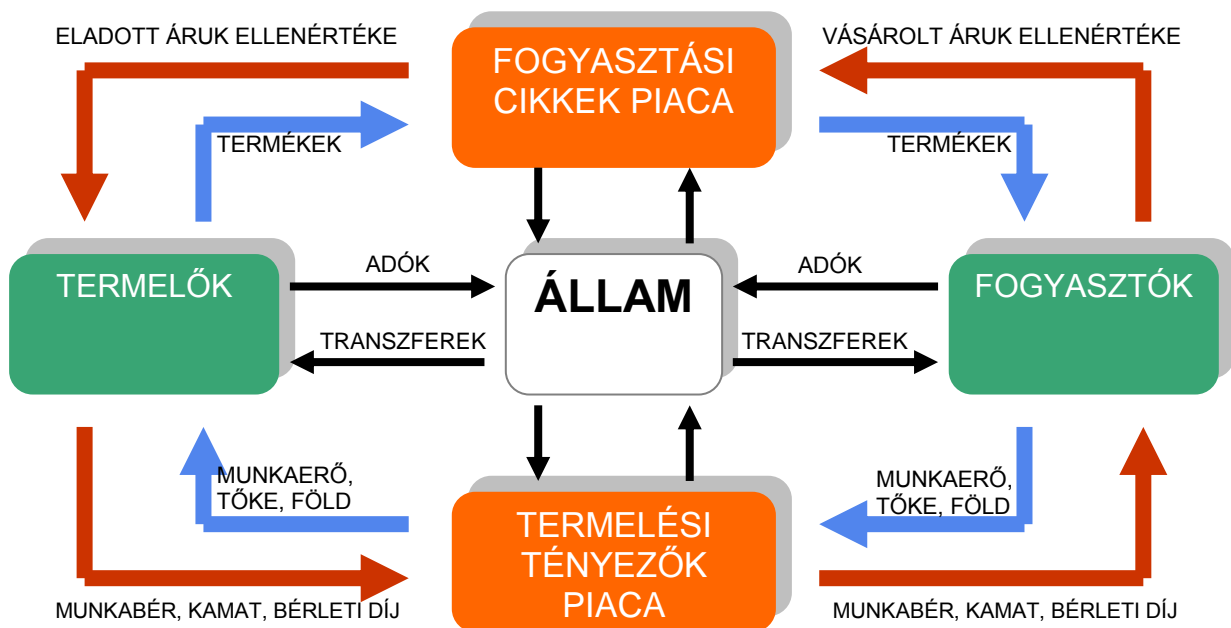 ELADOTT ÁRUK ELLENÉRTÉKE
FOGYASZTÁSI
CIKKEK PIACA
VÁSÁROLT ÁRUK ELLENÉRTÉKE
TERMÉKEK
TERMÉKEK
TERMELŐK
ADÓK
ÁLLAM
ADÓK
FOGYASZTÓK
TRANSZFEREK
TRANSZFEREK
MUNKAERŐ,
TŐKE, FÖLD
MUNKAERŐ,
TŐKE, FÖLD
TERMELÉSI
TÉNYEZŐK
PIACA
MUNKABÉR, KAMAT, BÉRLETI DÍJ
MUNKABÉR, KAMAT, BÉRLETI DÍJ